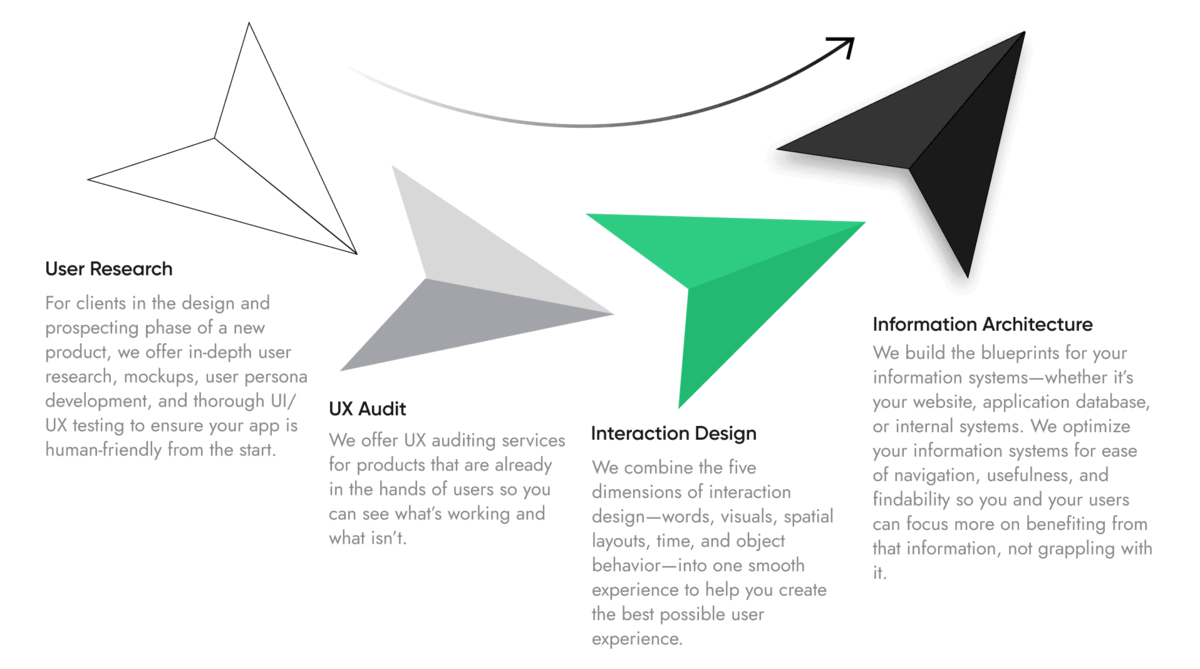 User Research
For clients in the design and
prospecting phase of a new
product, we offer in-depth user
research, mockups, user persona
development, and thorough UI/
UX testing to ensure your app is
human-friendly from the start.
UX Audit
We offer UX auditing services
for products that are already
in the hands of users so you
can see what's working and
what isn't.
Interaction Design
We combine the five
dimensions of interaction
design—words, visuals, spatial
layouts, time, and object
behavior—into one smooth
experience to help you create
the best possible user
experience.
Information Architecture
We build the blueprints for your
information systems—whether it's
your website, application database,
or internal systems. We optimize
your information systems for ease
of navigation, usefulness, and
findability so you and your users
can focus more on benefiting from
that information, not grappling with
it.